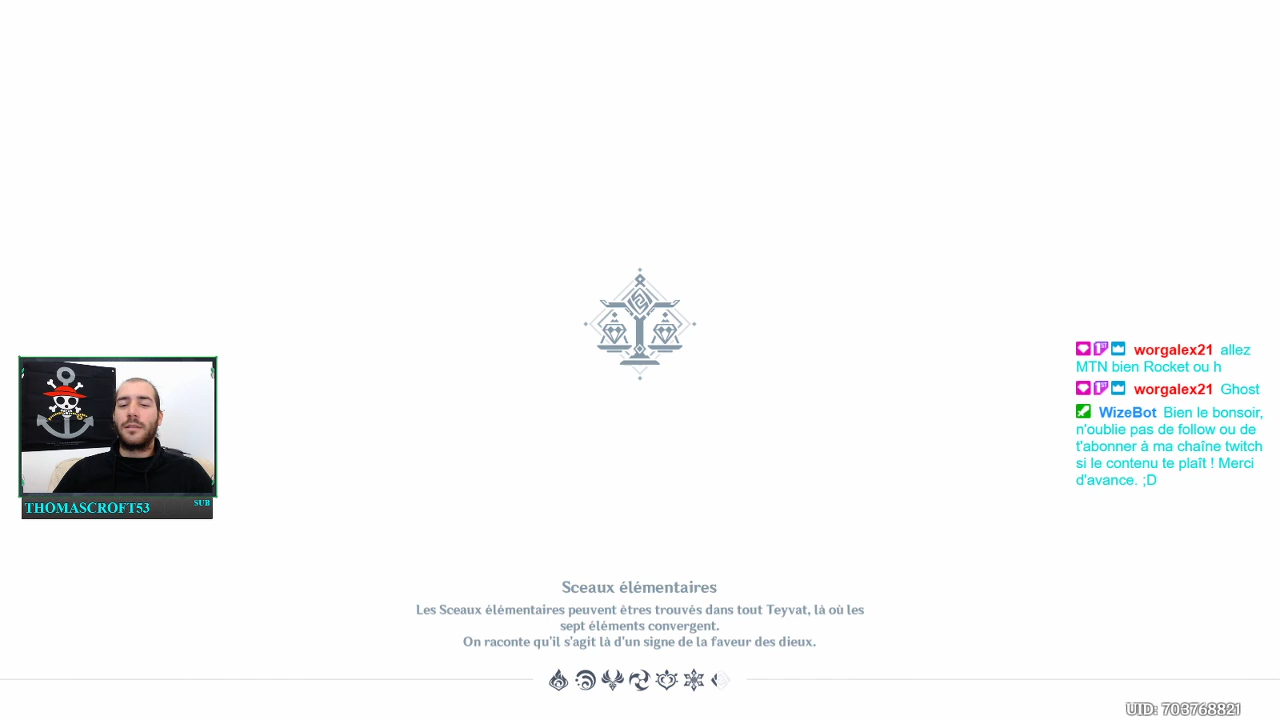 worgalex21 allez
MTN bien Rocket ou h
worgalex21 Ghost
WizeBot Bien le bonsoir,
n'oublie pas de follow ou de
t'abonner à ma chaîne twitch
si le contenu te plaît ! Merci
d'avance. ;D
THOMASCROFT53
SUB
Sceaux élémentaires
Les Sceaux élémentaires peuvent êtres trouvés dans tout Teyvat, là où les
sept éléments convergent.
On raconte qu'il s'agit là d'un signe de la faveur des dieux.
UID: 703768821